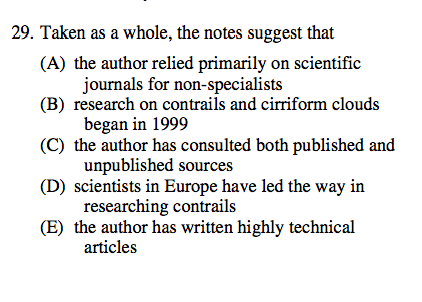 29. Taken as a whole, the notes suggest that
(A) the author relied primarily on scientific
journals for non-specialists
(B) research on contrails and cirriform clouds
began in 1999
(C) the author has consulted both published and
unpublished sources
(D) scientists in Europe have led the way in
researching contrails
(E) the author has written highly technical
articles